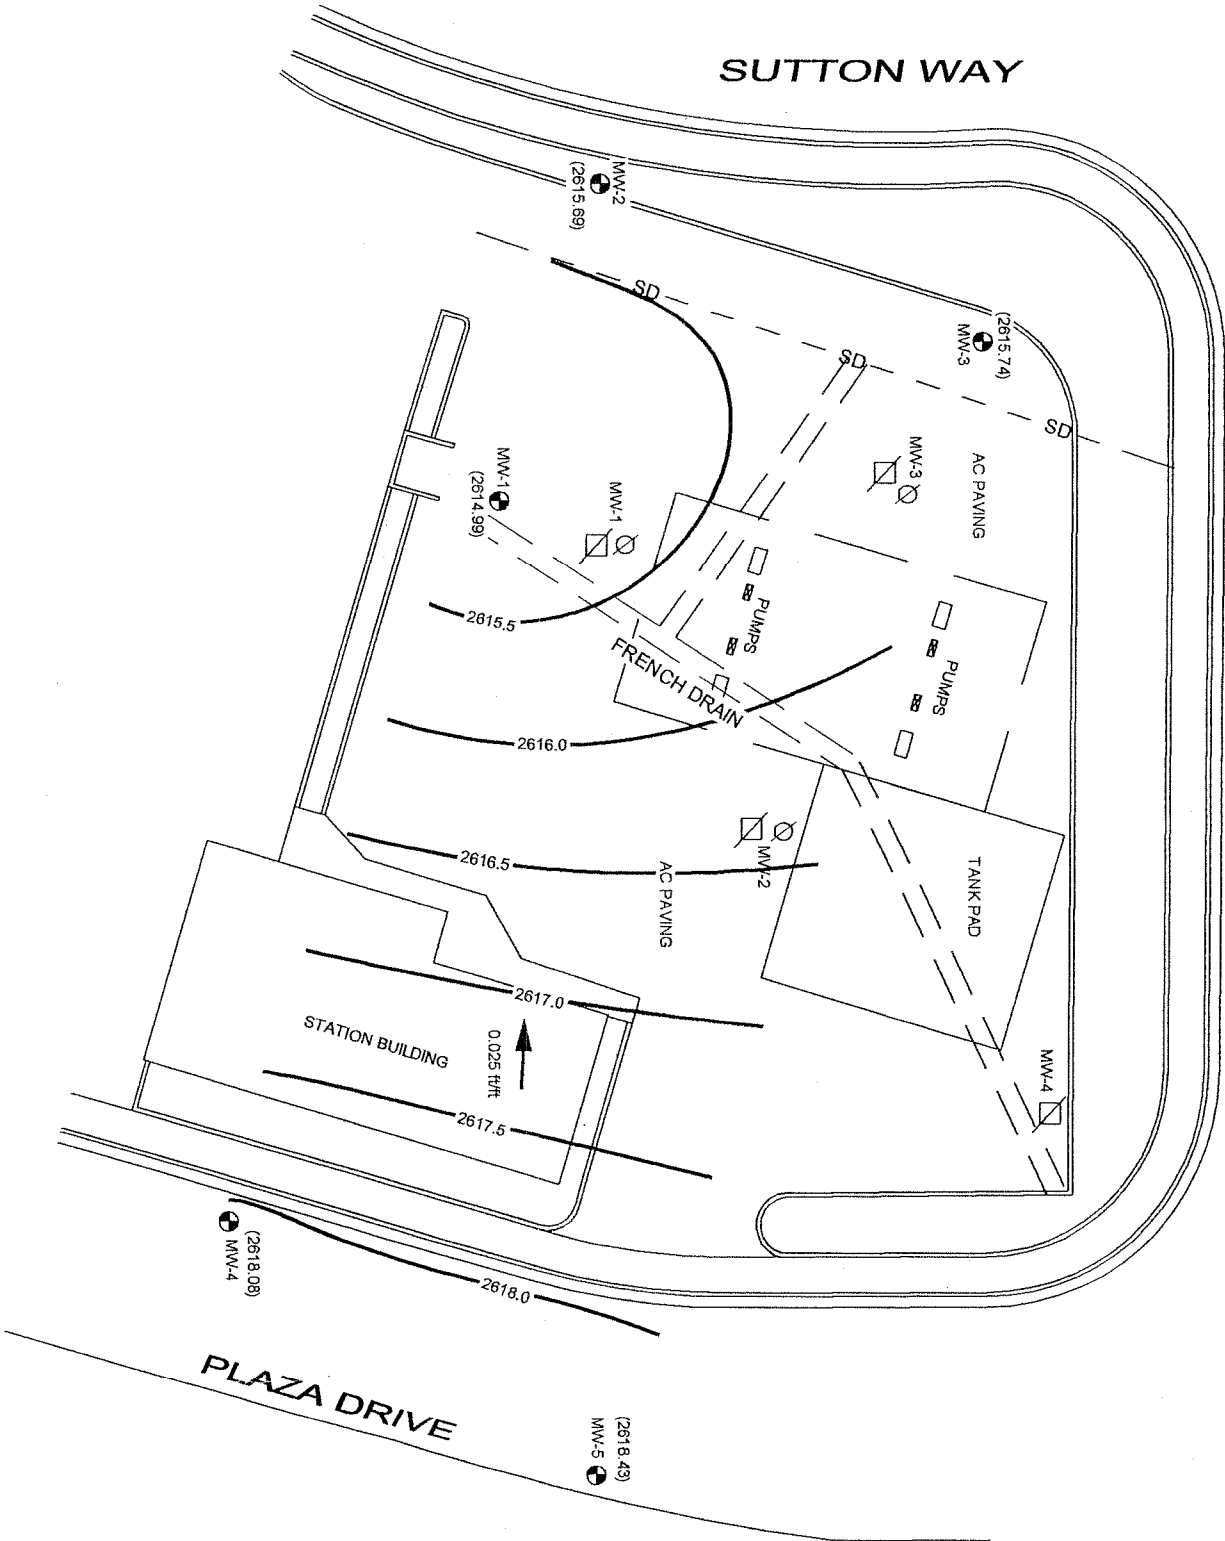 SUTTON WAY
MW-2
(2615.69)
SD
(2615.74)
MW-3
SD
SD
MW-3
AC PAVING
MW-1
(2614.99)
MW-1
2615.5
PUMPS
PUMPS
FRENCH DRAIN
2616.0
2616.5
MW-2
AC PAVING
TANK PAD
2617.0
STATION BUILDING
0.025 ft/ft
MW-4
2617.5
(2618.08)
MW-4
2618.0
PLAZA DRIVE
(2618.43)
MW-5